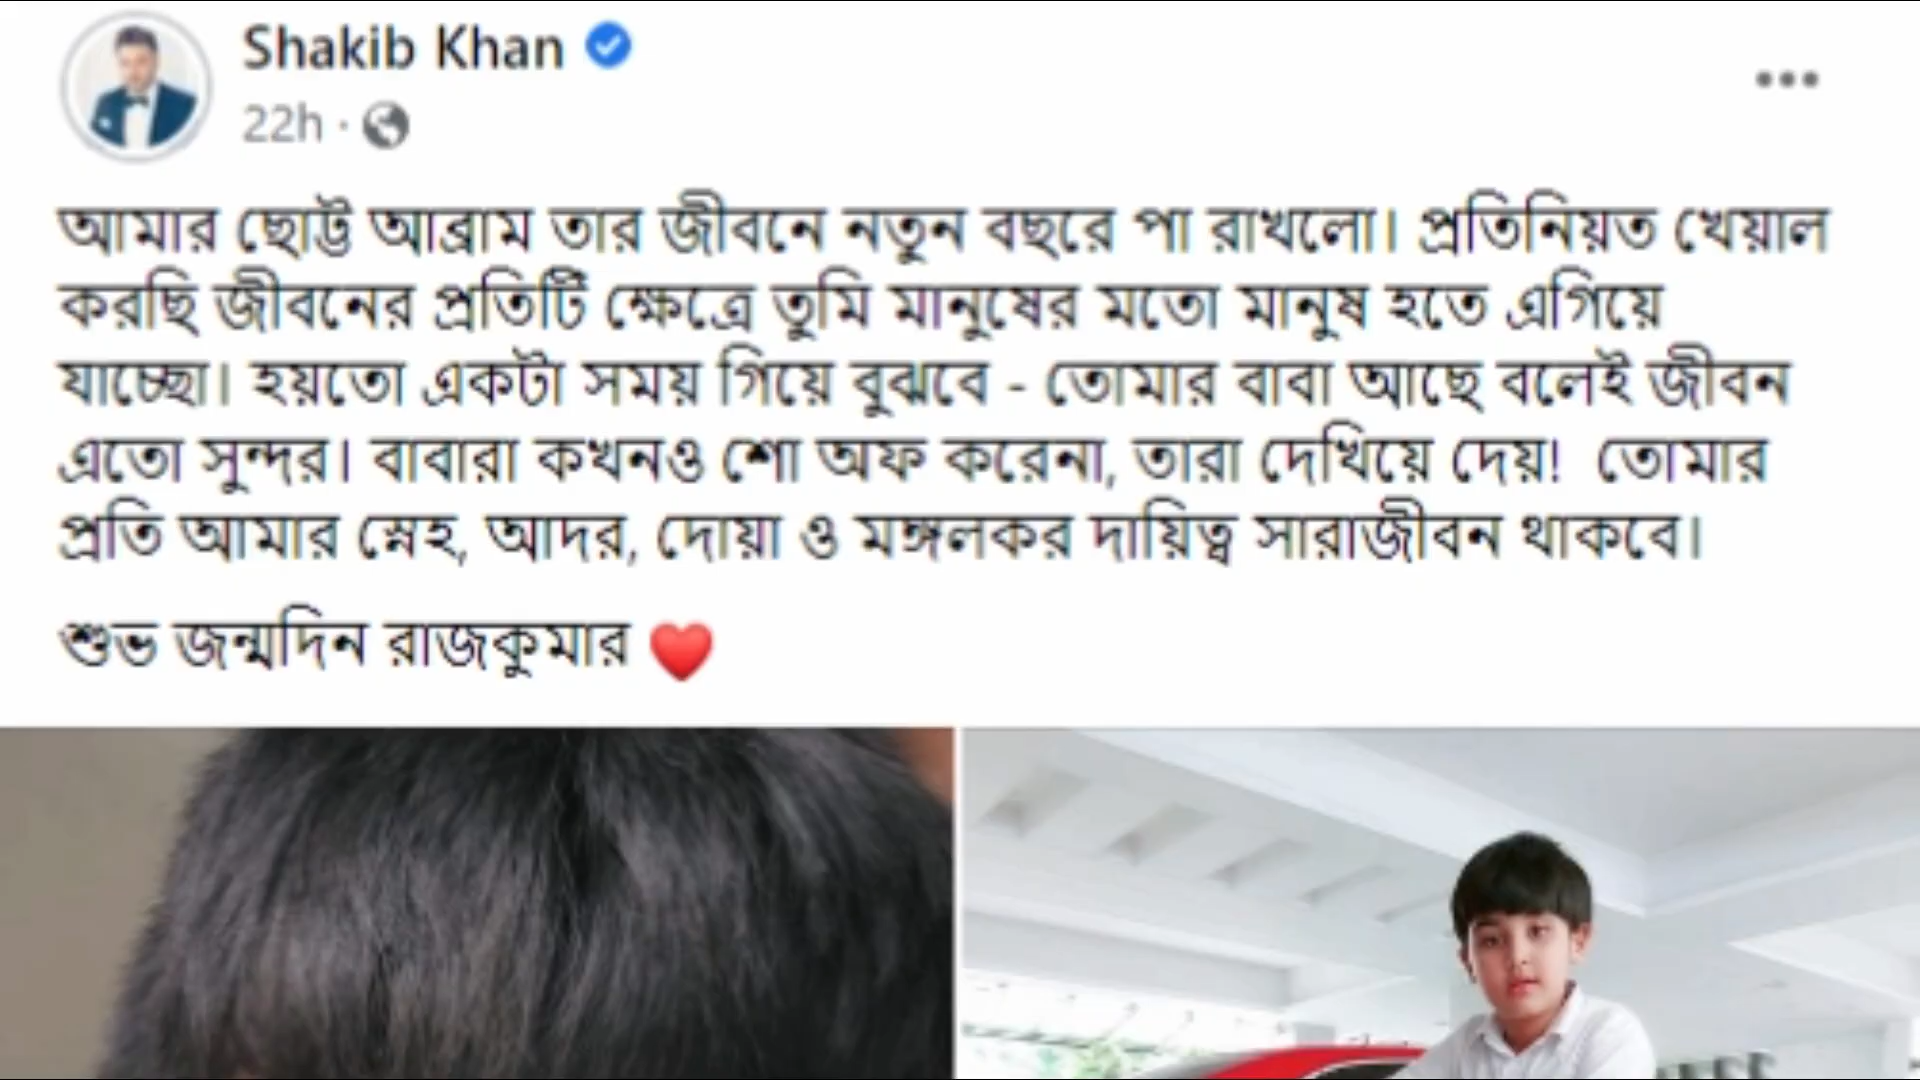 Shakib Khan
22h ·
আমার ছোট্ট আব্রাম তার জীবনে নতুন বছরে পা রাখলো। প্রতিনিয়ত খেয়াল
করছি জীবনের প্রতিটি ক্ষেত্রে তুমি মানুষের মতো মানুষ হতে এগিয়ে
যাচ্ছো। হয়তো একটা সময় গিয়ে বুঝবে - তোমার বাবা আছে বলেই জীবন
এতো সুন্দর। বাবারা কখনও শো অফ করেনা, তারা দেখিয়ে দেয়! তোমার
প্রতি আমার স্নেহ, আদর, দোয়া ও মঙ্গলকর দায়িত্ব সারাজীবন থাকবে।
শুভ জন্মদিন রাজকুমার ❤️